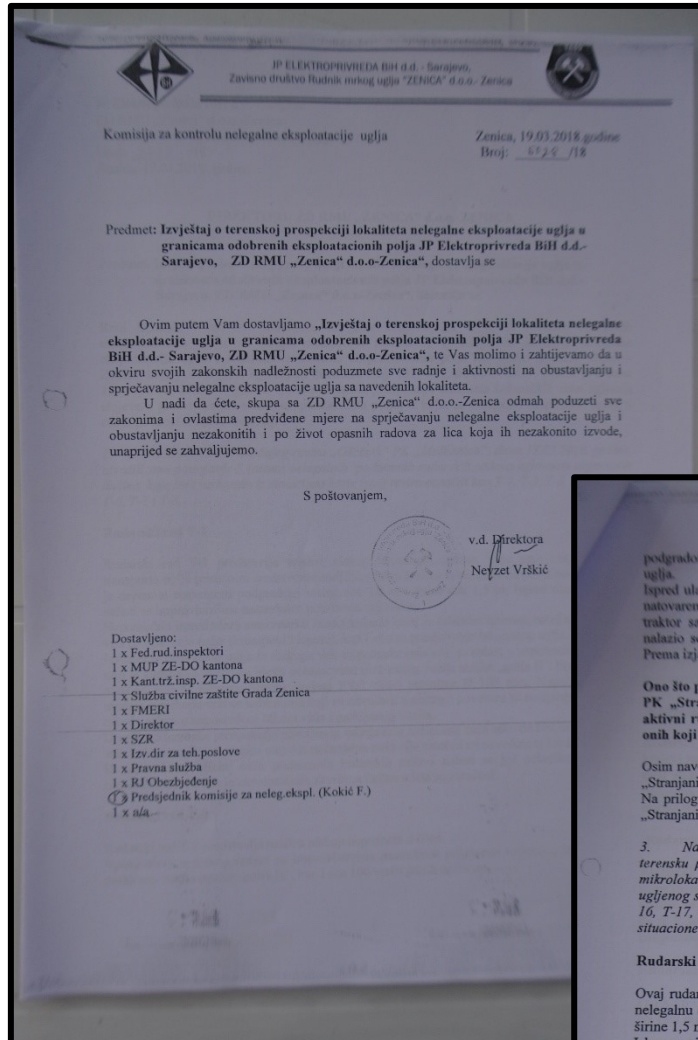 JP ELEKTROPRIVREDA BiH d.d. - Sarajevo,
Zavisno društvo Rudnik mrkog uglja "ZENICA" d.o.o.- Zenica
Komisija za kontrolu nelegalne eksploatacije uglja
Zenica, 19.03.2018.godine
Broj: /18
Predmet: Izvještaj o terenskoj prospekciji lokaliteta nelegalne eksploatacije uglja u
granicama odobrenih eksploatacionih polja JP Elektroprivreda BiH d.d.-
Sarajevo, ZD RMU „Zenica“ d.o.o-Zenica“, dostavlja se
Ovim putem Vam dostavljamo „Izvještaj o terenskoj prospekciji lokaliteta nelegalne
eksploatacije uglja u granicama odobrenih eksploatacionih polja JP Elektroprivreda
BiH d.d.- Sarajevo, ZD RMU „Zenica“ d.o.o-Zenica“, te Vas molimo i zahtijevamo da u
okviru svojih zakonskih nadležnosti poduzmete sve radnje i aktivnosti na obustavljanju i
sprječavanju nelegalne eksploatacije uglja sa navedenih lokaliteta.
U nadi da ćete, skupa sa ZD RMU „Zenica“ d.o.o.-Zenica odmah poduzeti sve
zakonima i ovlastima predviđene mjere na sprječavanju nelegalne eksploatacije uglja i
obustavljanju nezakonitih i po život opasnih radova za lica koja ih nezakonito izvode,
unaprijed se zahvaljujemo.
S poštovanjem,
v.d. Direktora
Nevzet Vrškić
Dostavljeno:
1 x Fed.rud.inspektori
1 x MUP ZE-DO kantona
1 x Kant.trž.insp. ZE-DO kantona
1 x Služba civilne zaštite Grada Zenica
1 x FMERI
1 x Direktor
1 x SZR
1 x Izv.dir za teh.poslove
1 x Pravna služba
1 x RJ Obezbjeđenje
Predsjednik komisije za neleg.ekspl. (Kokić F.)
1 x a/a
uglja.
Ispred
traktor
Prema
Ono što
PK
aktivni
onih koji
Osim
Na
3.
16, T-17,
Rudarski
Ovaj
nelegalnu
širine 1,5